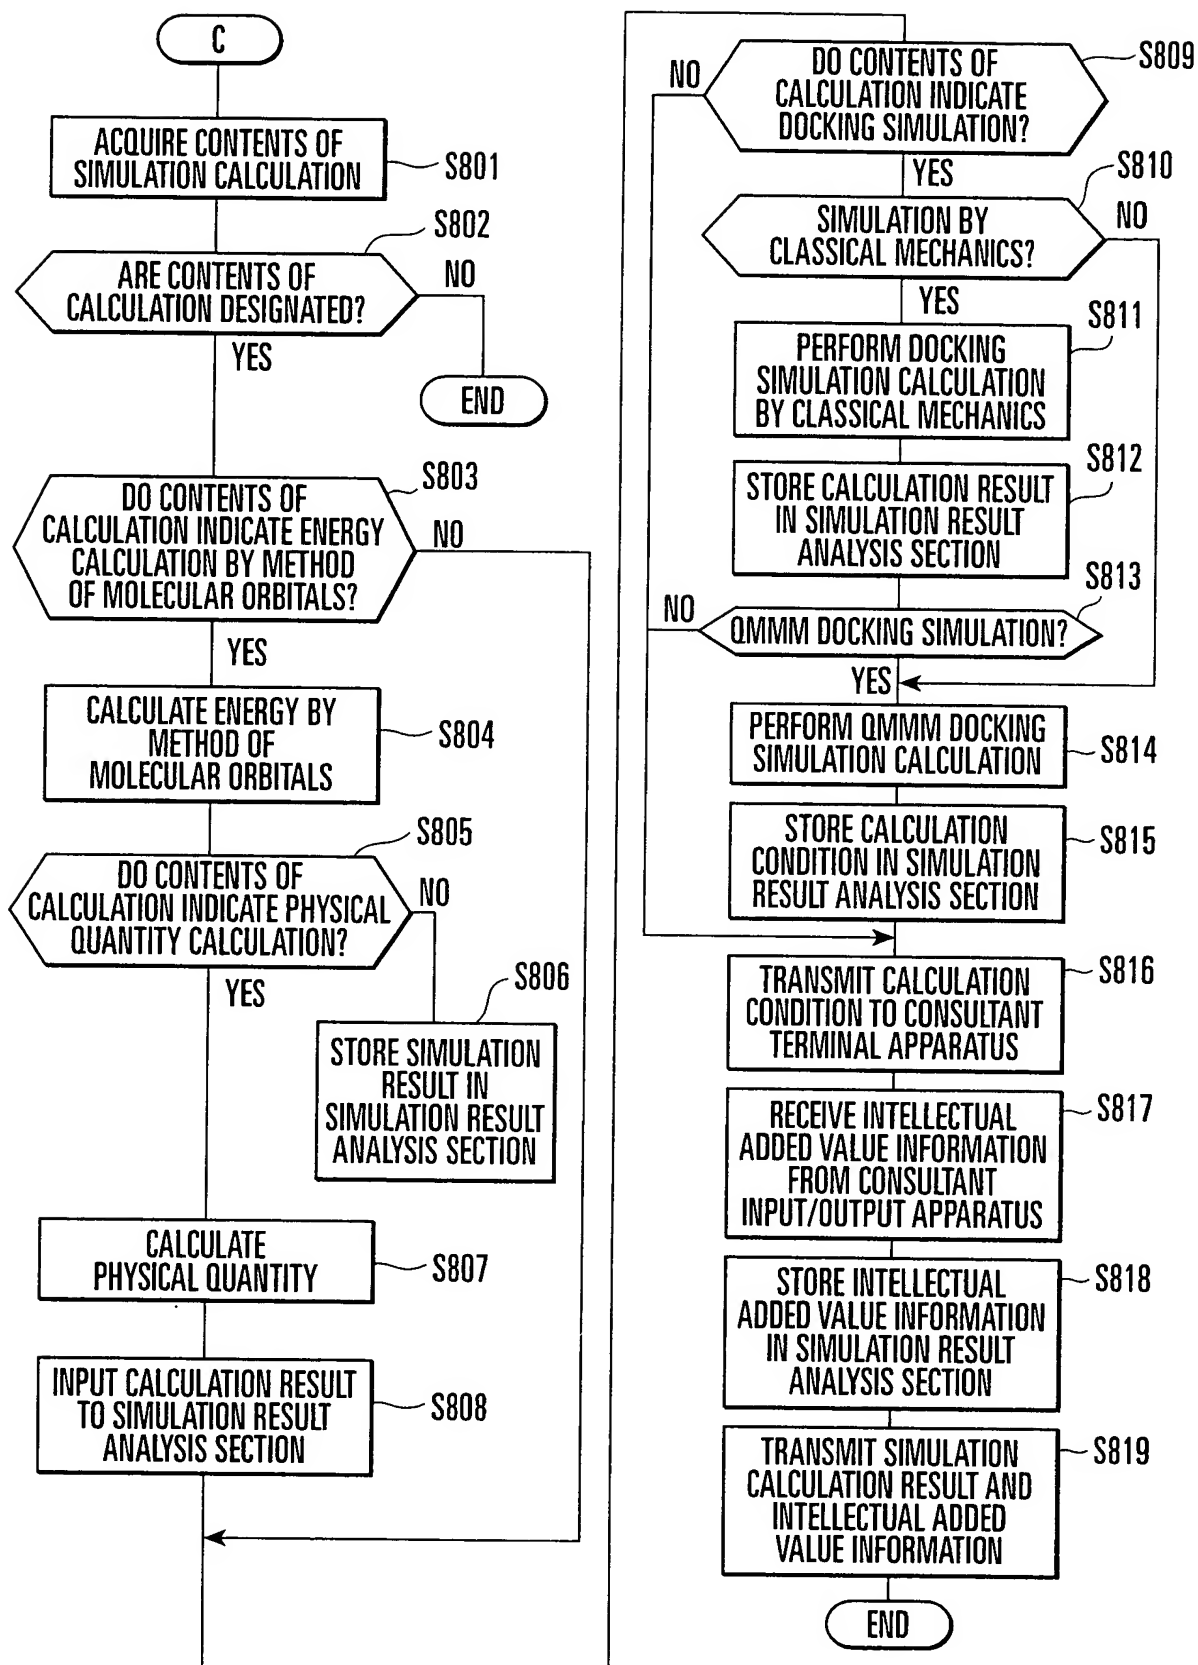 C
ACQUIRE CONTENTS OF
SIMULATION CALCULATION
S801
S802
ARE CONTENTS OF
CALCULATION DESIGNATED?
NO
YES
END
S803
DO CONTENTS OF
CALCULATION INDICATE ENERGY
CALCULATION BY METHOD
OF MOLECULAR ORBITALS?
NO
YES
CALCULATE ENERGY BY
METHOD OF
MOLECULAR ORBITALS
S804
S805
DO CONTENTS OF
CALCULATION INDICATE PHYSICAL
QUANTITY CALCULATION?
NO
YES
S806
STORE SIMULATION
RESULT IN
SIMULATION RESULT
ANALYSIS SECTION
CALCULATE
PHYSICAL QUANTITY
S807
INPUT CALCULATION RESULT
TO SIMULATION RESULT
ANALYSIS SECTION
S808
S809
DO CONTENTS OF
CALCULATION INDICATE
DOCKING SIMULATION?
NO
YES
S810
SIMULATION BY
CLASSICAL MECHANICS?
NO
YES
S811
PERFORM DOCKING
SIMULATION CALCULATION
BY CLASSICAL MECHANICS
S812
STORE CALCULATION RESULT
IN SIMULATION RESULT
ANALYSIS SECTION
S813
NO
QMMM DOCKING SIMULATION?
YES
PERFORM QMMM DOCKING
SIMULATION CALCULATION
S814
STORE CALCULATION
CONDITION IN SIMULATION
RESULT ANALYSIS SECTION
S815
TRANSMIT CALCULATION
CONDITION TO CONSULTANT
TERMINAL APPARATUS
S816
RECEIVE INTELLECTUAL
ADDED VALUE INFORMATION
FROM CONSULTANT
INPUT/OUTPUT APPARATUS
S817
STORE INTELLECTUAL
ADDED VALUE INFORMATION
IN SIMULATION RESULT
ANALYSIS SECTION
S818
TRANSMIT SIMULATION
CALCULATION RESULT AND
INTELLECTUAL ADDED
VALUE INFORMATION
S819
END